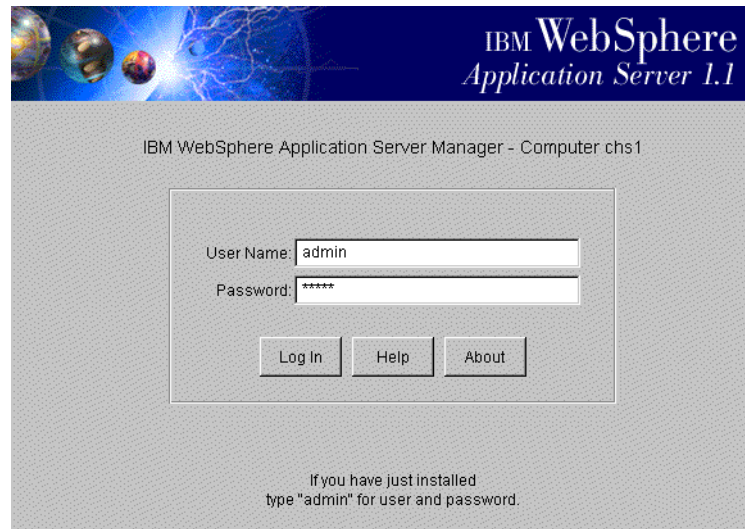 IBM WebSphere
Application Server 1.1
IBM WebSphere Application Server Manager - Computer chs1
User Name: admin
Password: *****
Log In Help About
If you have just installed
type "admin" for user and password.